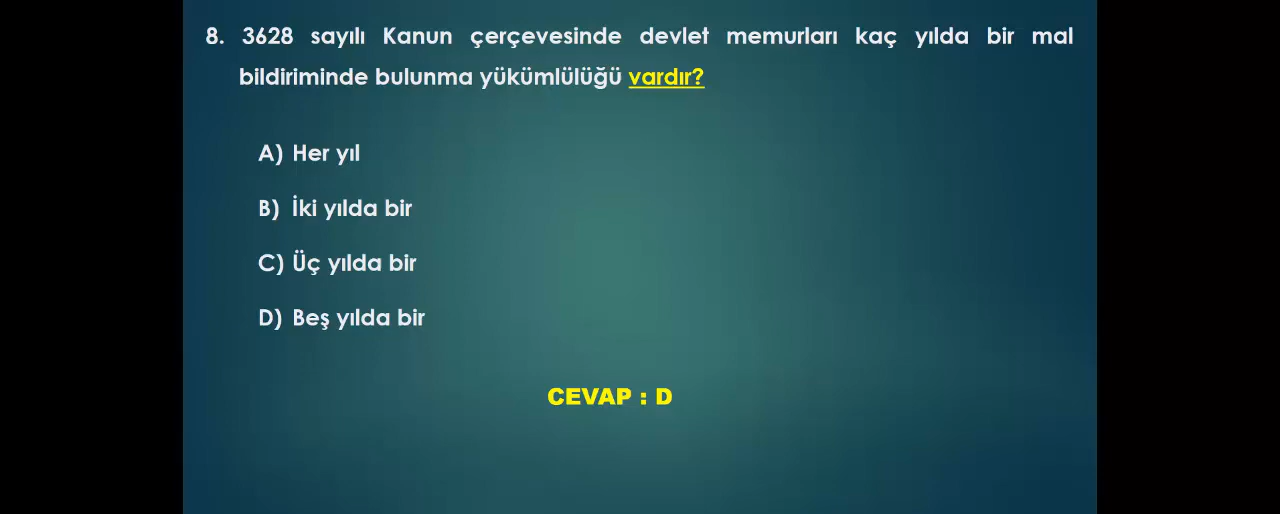 8. 3628 sayılı Kanun çerçevesinde devlet memurları kaç yılda bir mal
bildiriminde bulunma yükümlülüğü vardır?
A) Her yıl
B) İki yılda bir
C) Üç yılda bir
D) Beş yılda bir
CEVAP : D